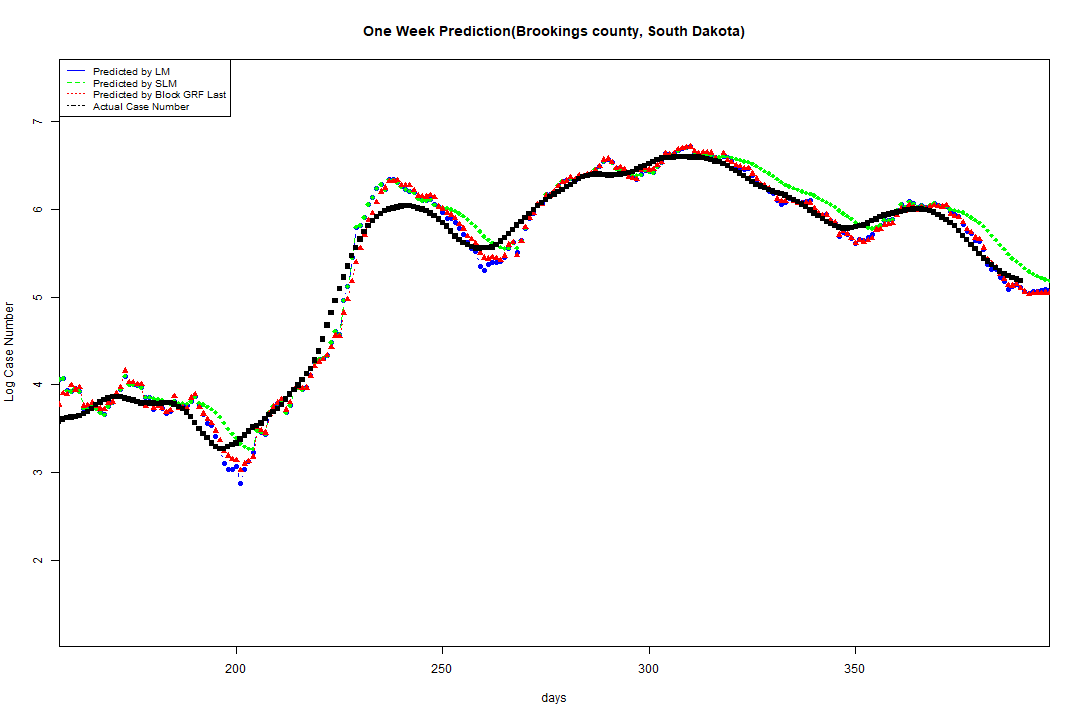 One Week Prediction(Brookings county, South Dakota)
Predicted by LM
Predicted by SLM
Predicted by Block GRF Last
Actual Case Number
7
6
5
4
3
2
Log Case Number
200 250 300 350
days